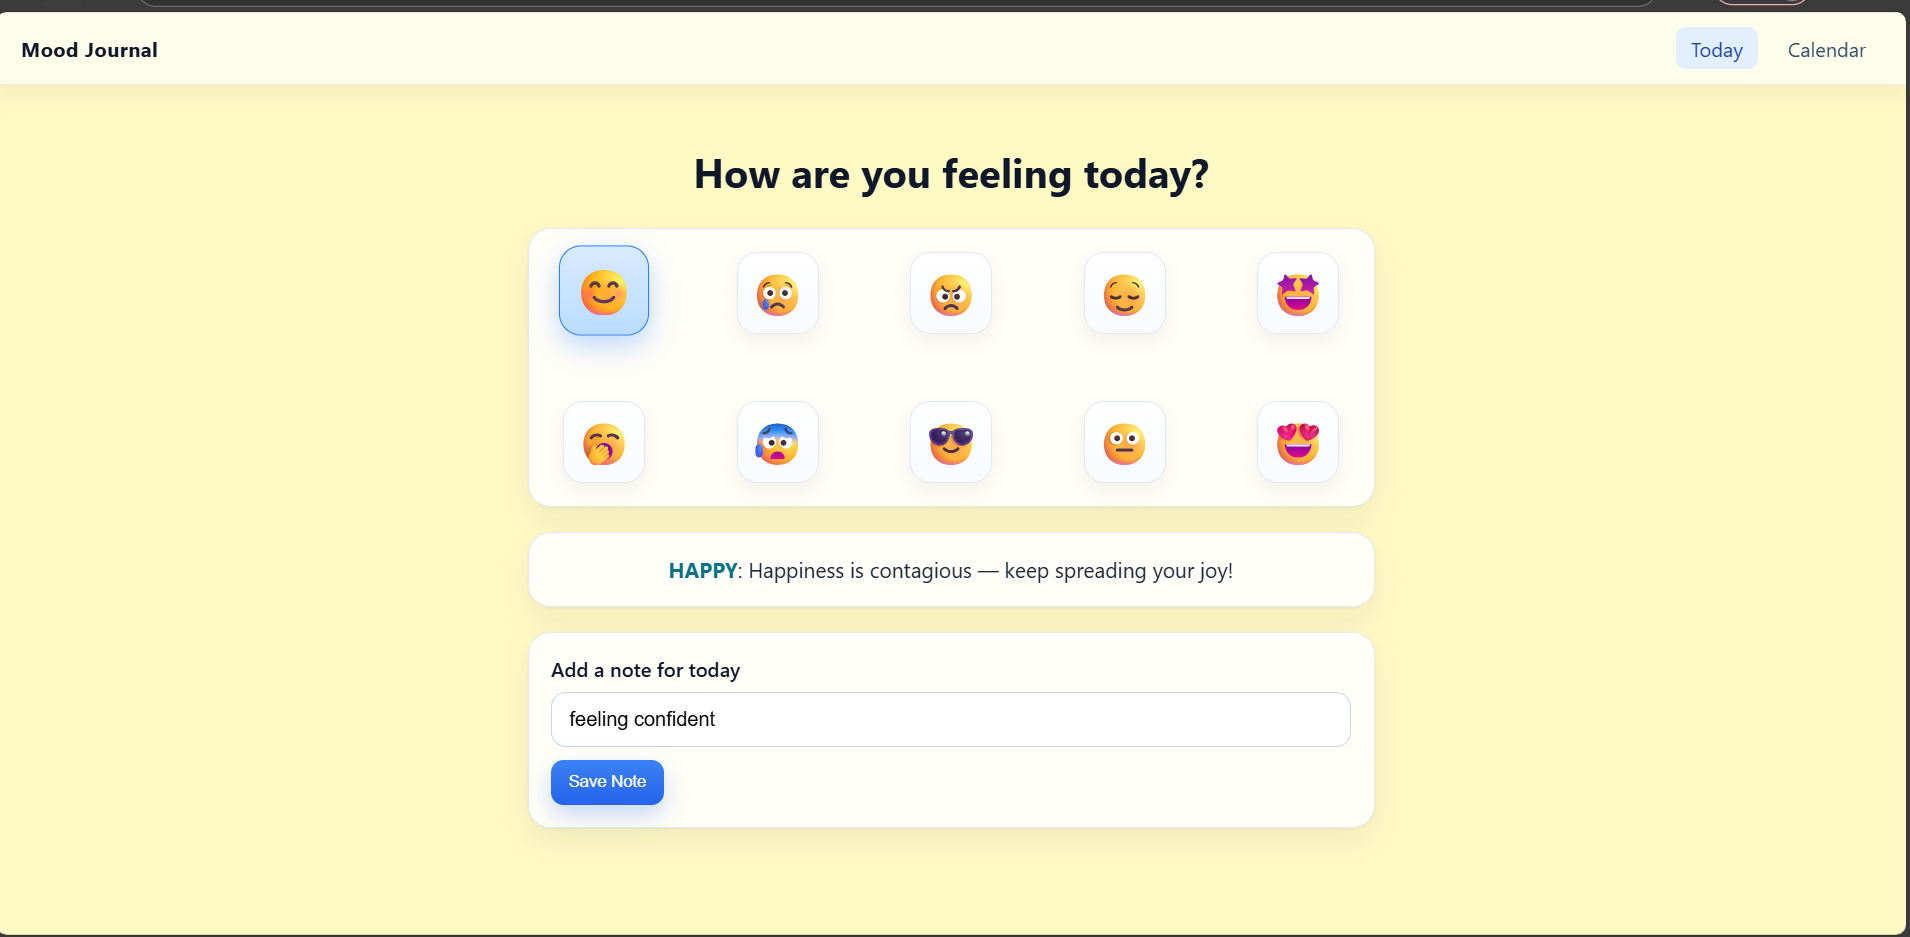 Mood Journal
Today
Calendar
How are you feeling today?
HAPPY: Happiness is contagious — keep spreading your joy!
Add a note for today
feeling confident
Save Note